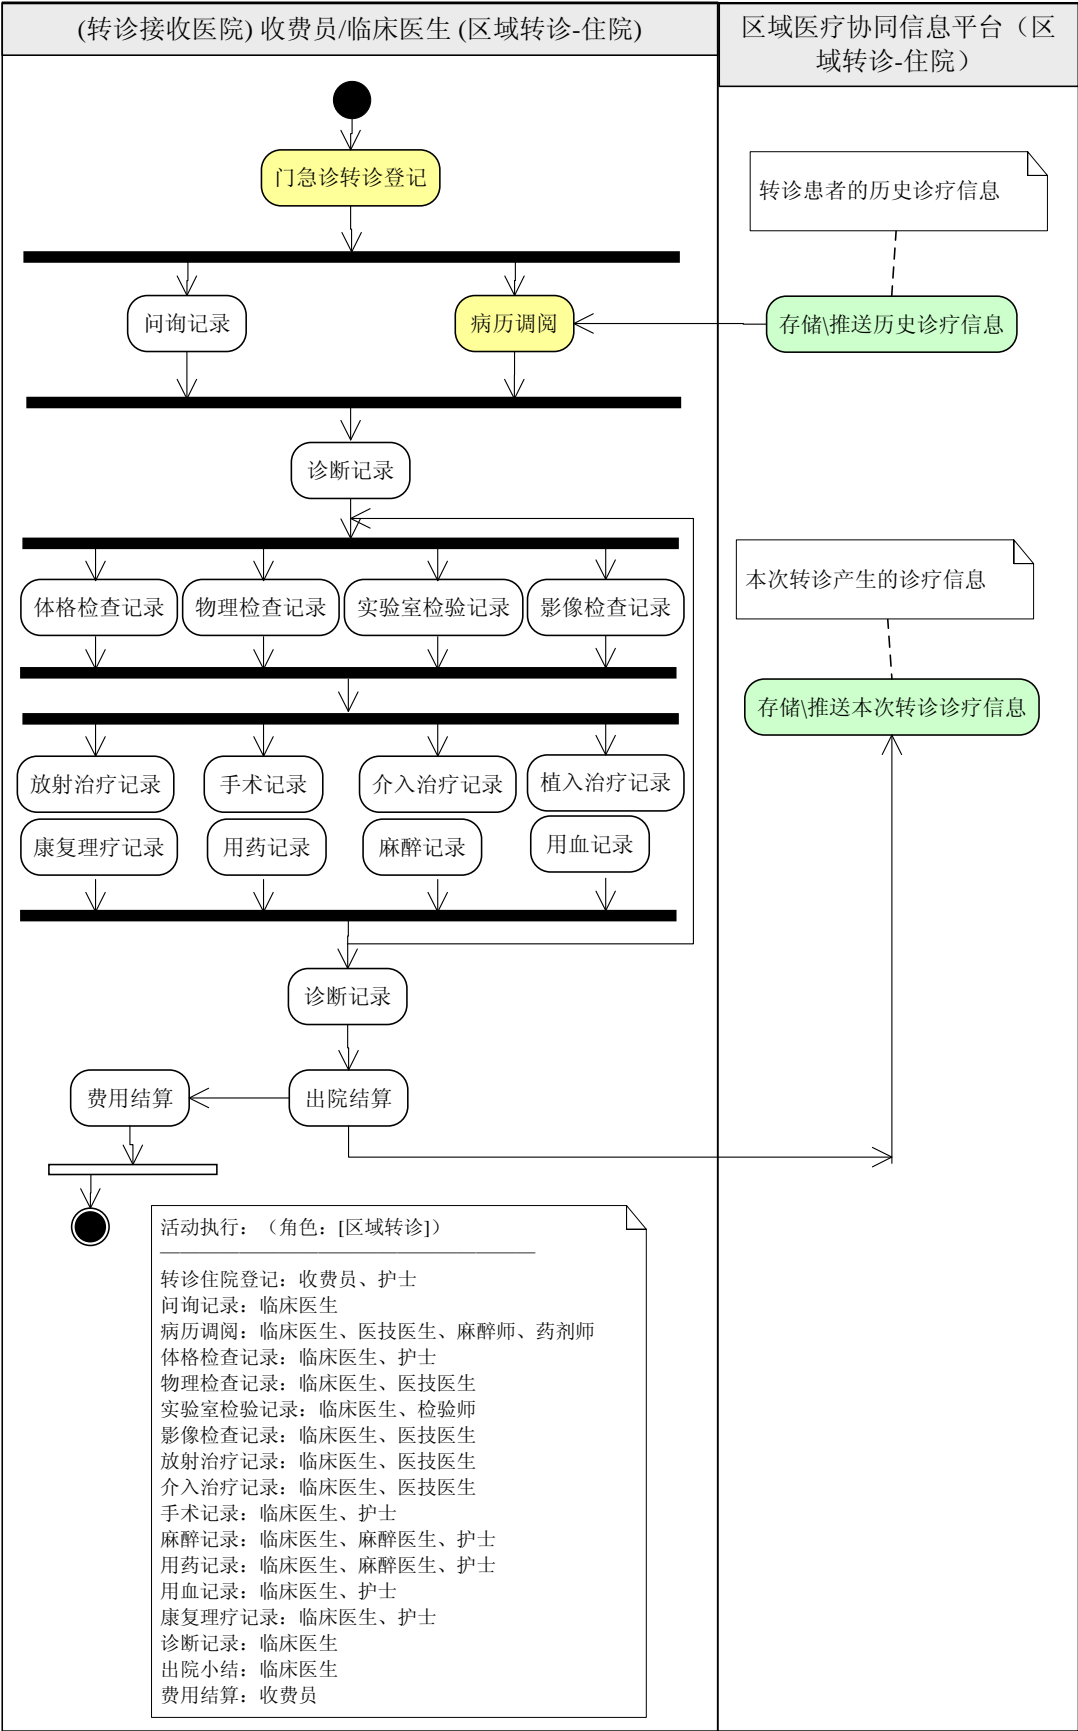 (转诊接收医院) 收费员/临床医生 (区域转诊-住院)
区域医疗协同信息平台（区
域转诊-住院）
门急诊转诊登记
转诊患者的历史诊疗信息
问询记录
病历调阅
存储\推送历史诊疗信息
诊断记录
本次转诊产生的诊疗信息
体格检查记录
物理检查记录
实验室检验记录
影像检查记录
存储\推送本次转诊诊疗信息
放射治疗记录
手术记录
介入治疗记录
植入治疗记录
康复理疗记录
用药记录
麻醉记录
用血记录
诊断记录
费用结算
出院结算
活动执行：（角色：[区域转诊]）
转诊住院登记：收费员、护士
问询记录：临床医生
病历调阅：临床医生、医技医生、麻醉师、药剂师
体格检查记录：临床医生、护士
物理检查记录：临床医生、医技医生
实验室检验记录：临床医生、检验师
影像检查记录：临床医生、医技医生
放射治疗记录：临床医生、医技医生
介入治疗记录：临床医生、医技医生
手术记录：临床医生、护士
麻醉记录：临床医生、麻醉医生、护士
用药记录：临床医生、麻醉医生、护士
用血记录：临床医生、护士
康复理疗记录：临床医生、护士
诊断记录：临床医生
出院小结：临床医生
费用结算：收费员